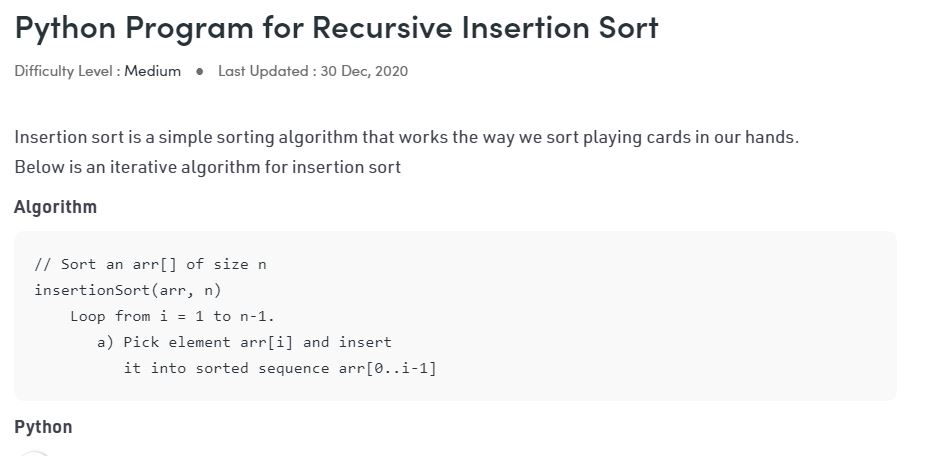 Python Program for Recursive Insertion Sort
Difficulty Level : Medium ● Last Updated : 30 Dec, 2020
Insertion sort is a simple sorting algorithm that works the way we sort playing cards in our hands.
Below is an iterative algorithm for insertion sort
Algorithm
// Sort an arr[] of size n
insertionSort(arr, n)
    Loop from i = 1 to n-1.
       a) Pick element arr[i] and insert
          it into sorted sequence arr[0..i-1]
Python